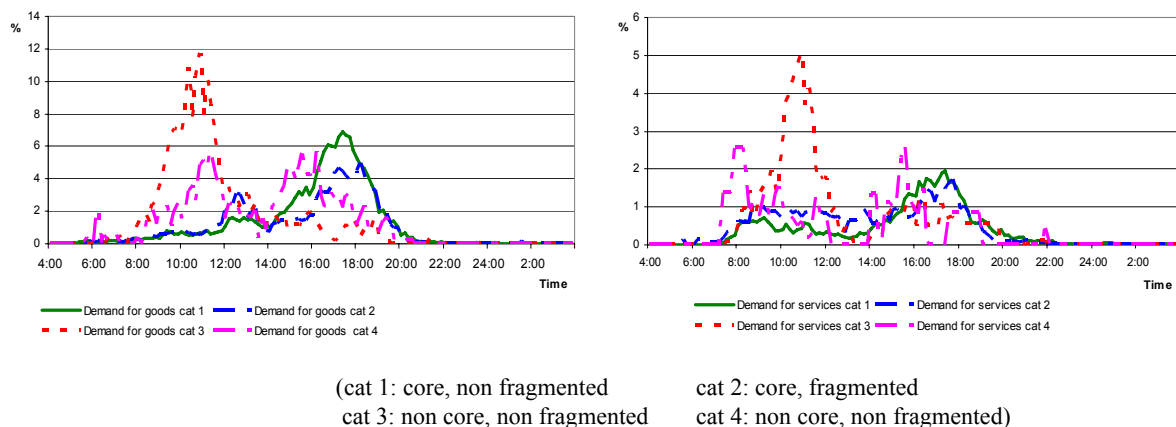 14
%
12
10
8
6
4
2
0
4:00 6:00 8:00 10:00 12:00 14:00 16:00 18:00 20:00 22:00 0:00 2:00
Time
Demand for goods cat 1 Demand for goods cat 2
Demand for goods cat 3 Demand for goods cat 4
6
%
5
4
3
2
1
0
4:00 6:00 8:00 10:00 12:00 14:00 16:00 18:00 20:00 22:00 0:00 2:00
Time
Demand for services cat 1 Demand for services cat 2
Demand for services cat 3 Demand for services cat 4
(cat 1: core, non fragmented cat 2: core, fragmented
cat 3: non core, non fragmented cat 4: non core, non fragmented)